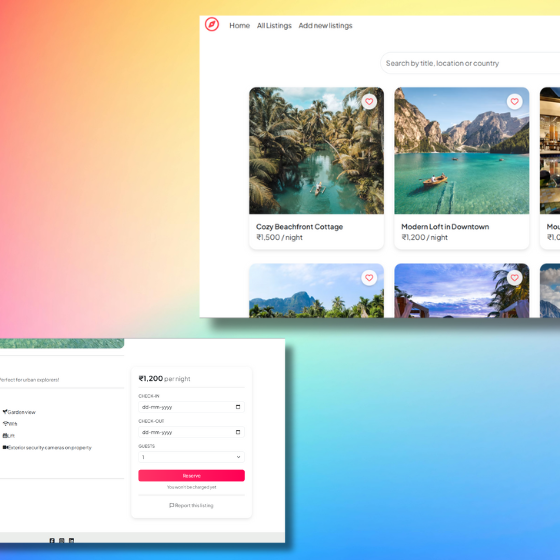 Home All Listings Add new listings
Search by title, location or country
Cozy Beachfront Cottage
₹1,500 / night
Modern Loft in Downtown
₹1,200 / night
Mou
₹1,0
Perfect for urban explorers!
Garden view
Wifi
Lift
Exterior security cameras on property
₹1,200 per night
CHECK-IN
dd-mm-yyyy
CHECK-OUT
dd-mm-yyyy
GUESTS
1
Reserve
You won't be charged yet
Report this listing